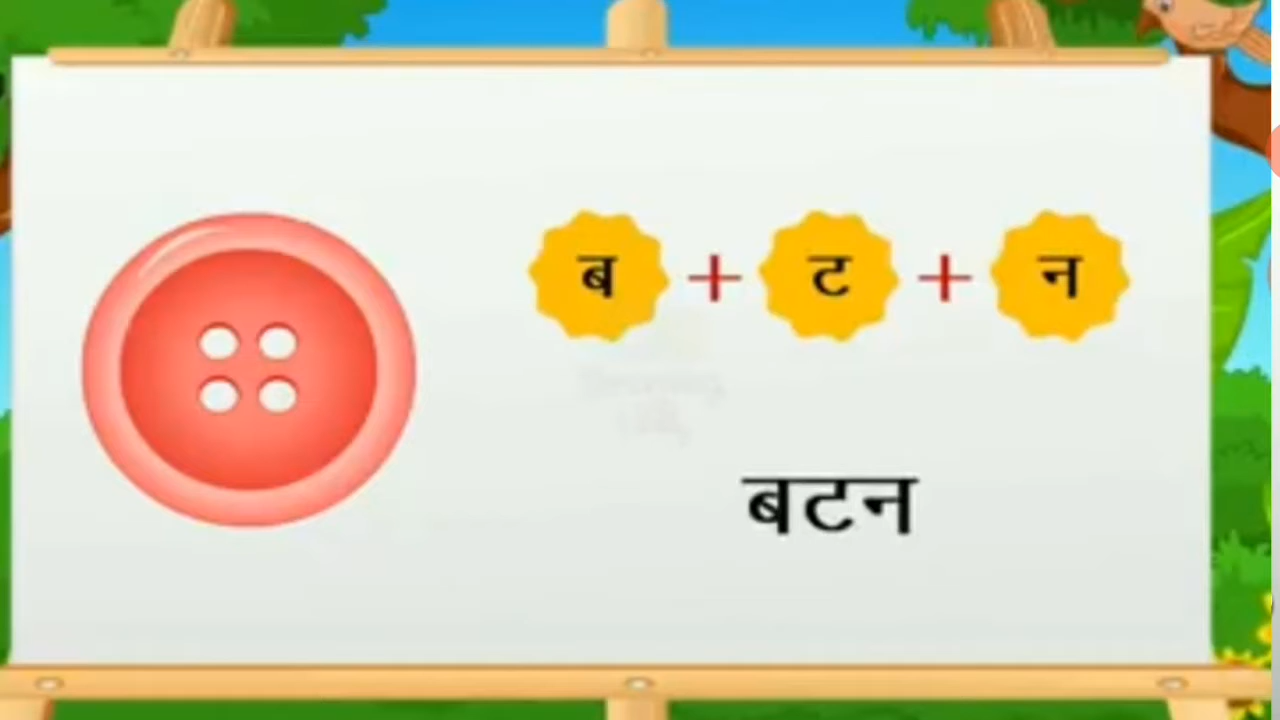 ब + ट + न
बटन